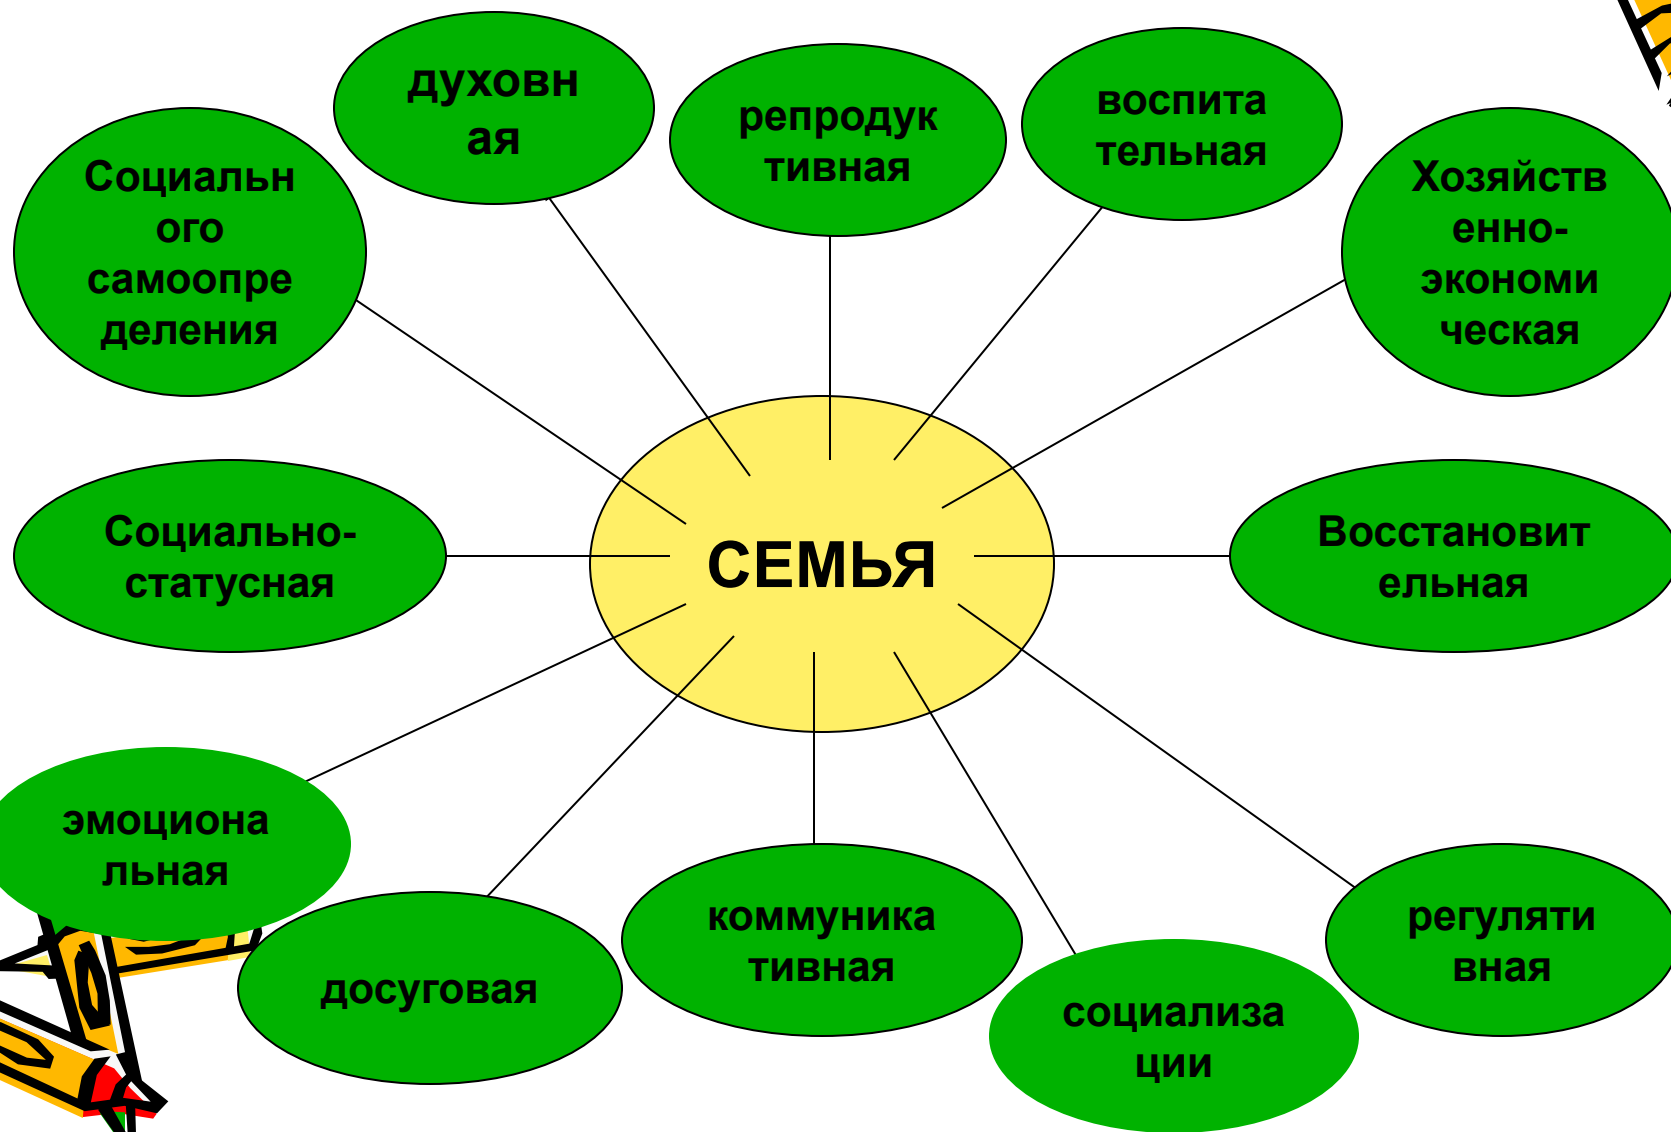 духовн
ая
репродук
тивная
воспита
тельная
Социальн
ого
самоопре
деления
Хозяйств
енно-
экономи
ческая
Социально-
статусная
СЕМЬЯ
Восстановит
ельная
эмоциона
льная
досуговая
коммуника
тивная
социализа
ции
регуляти
вная